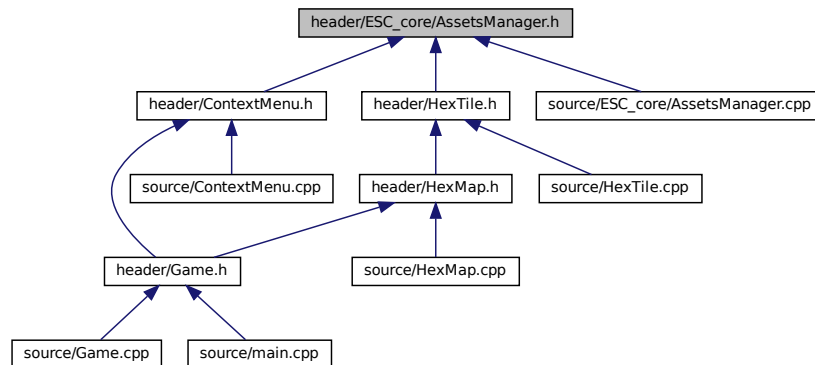 header/ESC_core/AssetsManager.h
header/ContextMenu.h
header/HexTile.h
source/ESC_core/AssetsManager.cpp
source/ContextMenu.cpp
header/HexMap.h
source/HexTile.cpp
header/Game.h
source/HexMap.cpp
source/Game.cpp
source/main.cpp